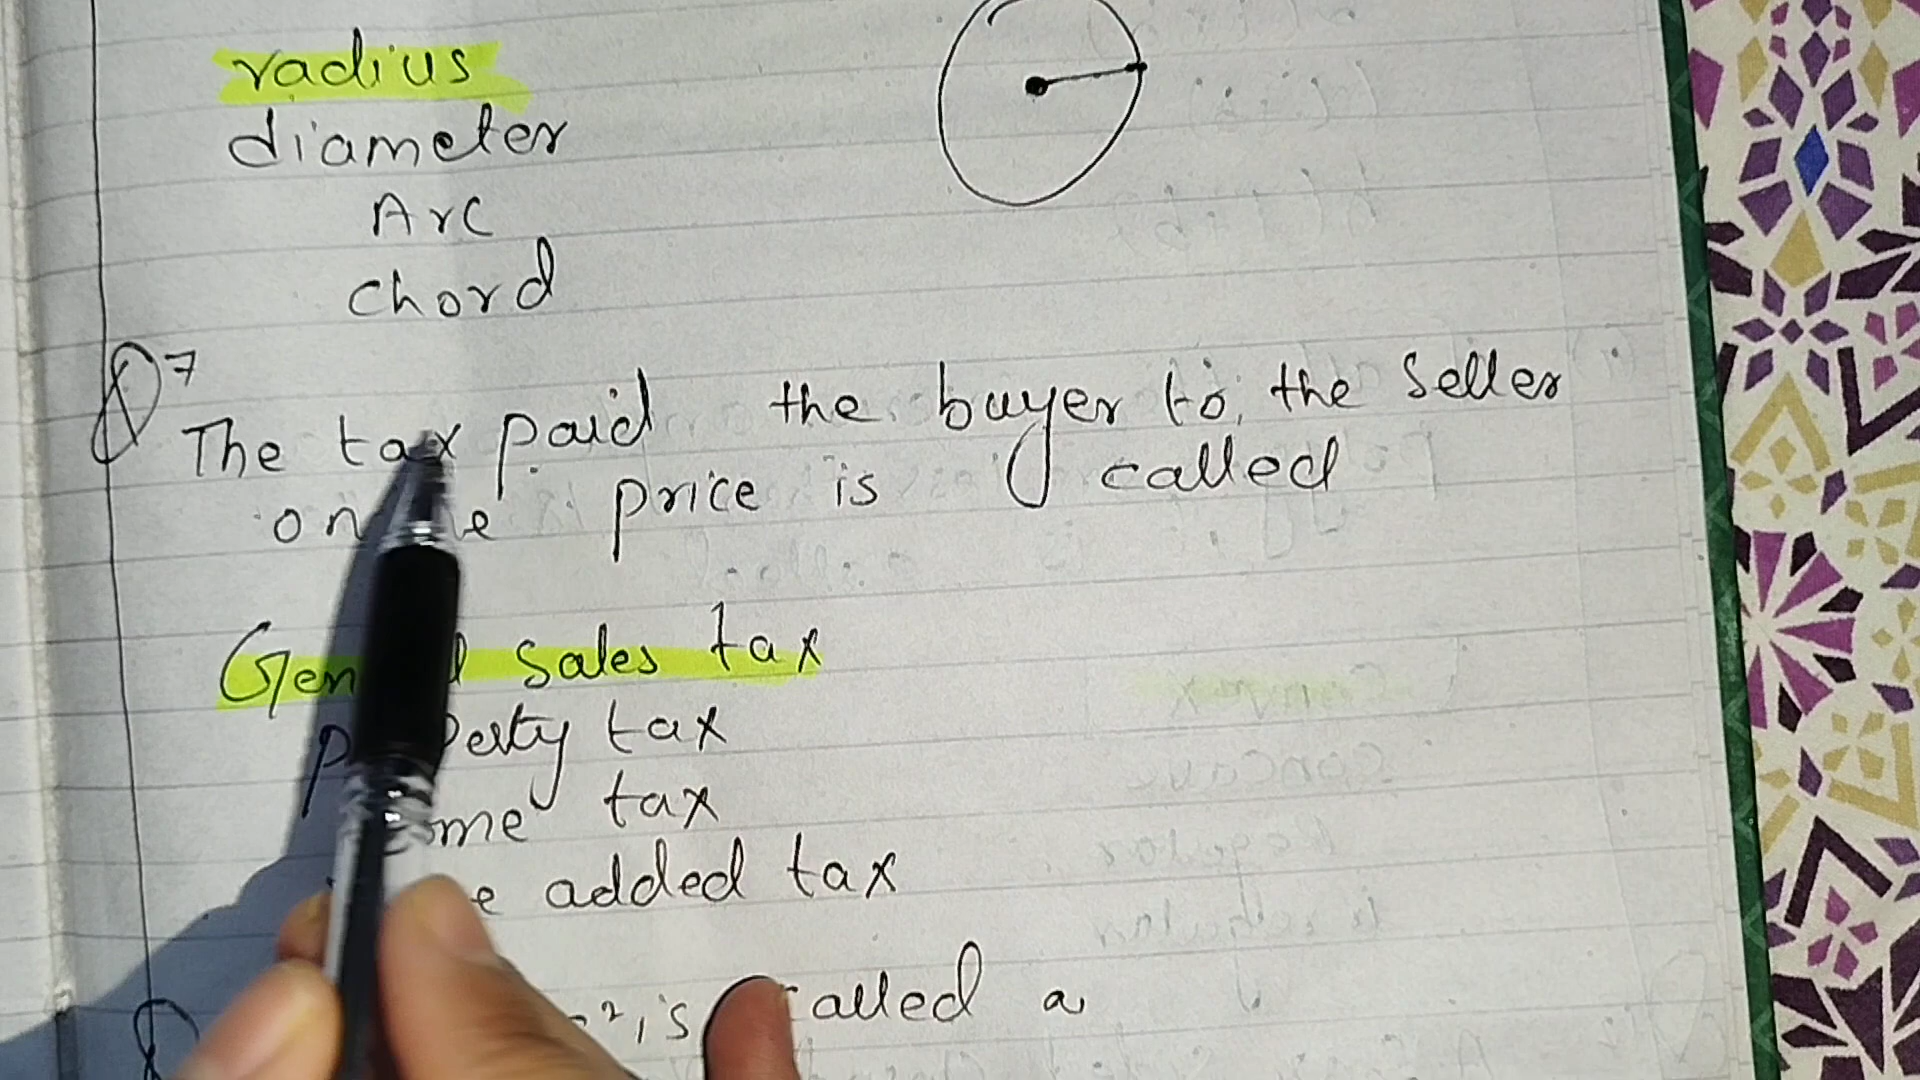 radius
diameter
Arc
chord
Q7
The tax paid the buyer to the seller
on price is called
sales tax
tax
tax
added tax
is called a